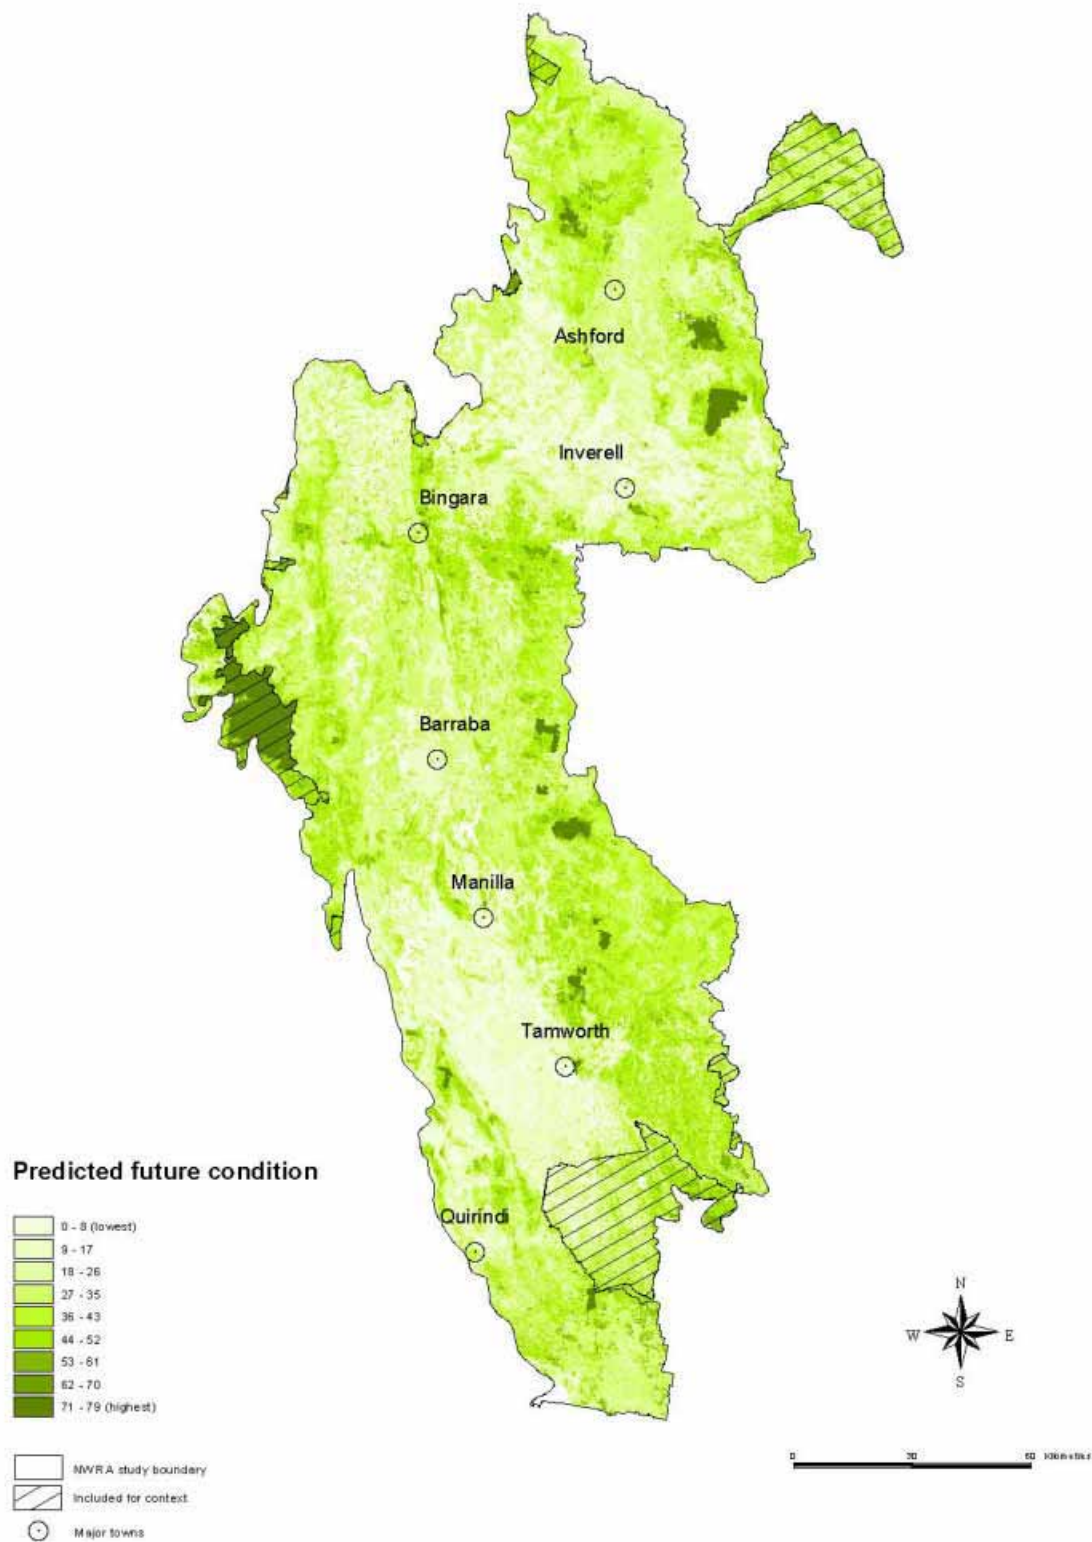 Ashford
Inverell
Bingara
Barraba
Manilla
Tamworth
Predicted future condition
Quirindi
0 - 8 (lowest)
9 - 17
18 - 26
27 - 35
36 - 43
44 - 52
53 - 61
62 - 70
71 - 79 (highest)
N
W
E
S
NWRA study boundary
Included for context
Major towns
0
60 Kilometres